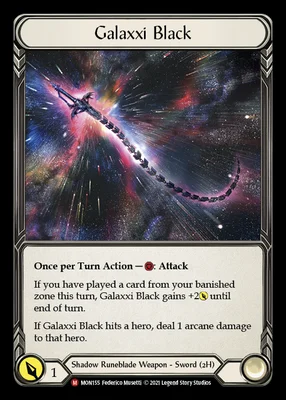 Galaxxi Black
Once per Turn Action — : Attack
If you have played a card from your banished
zone this turn, Galaxxi Black gains +2 until
end of turn.
If Galaxxi Black hits a hero, deal 1 arcane damage
to that hero.
1
Shadow Runeblade Weapon - Sword (2H)
M MON155 Federico Musetti © 2021 Legend Story Studios